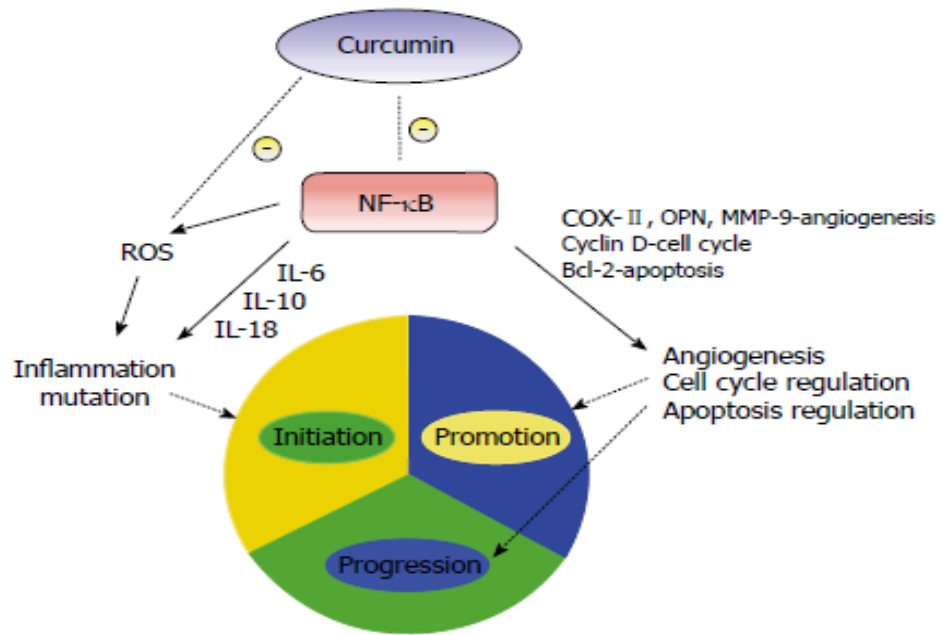 Curcumin
-
-
NF-κB
COX-Ⅱ, OPN, MMP-9-angiogenesis
Cyclin D-cell cycle
Bcl-2-apoptosis
ROS
IL-6
IL-10
IL-18
Inflammation
mutation
Angiogenesis
Cell cycle regulation
Apoptosis regulation
Initiation
Promotion
Progression